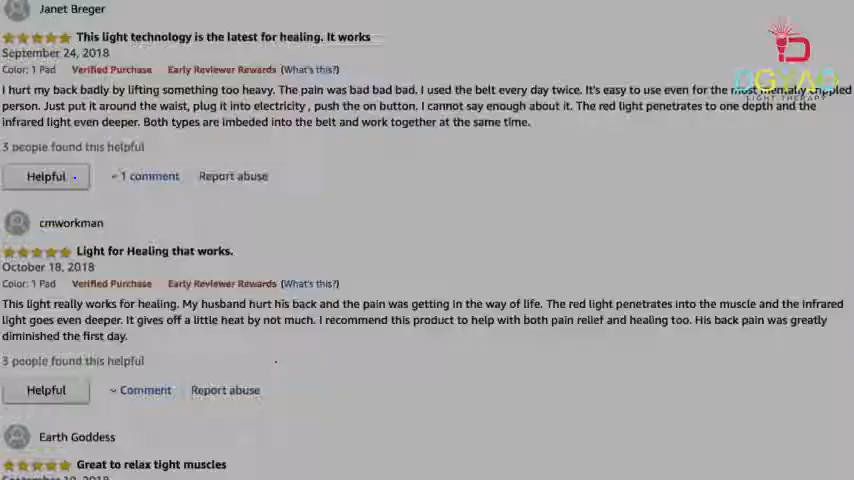 Janet Breger
This light technology is the latest for healing. It works
September 24, 2018
Color: 1 Pad Verified Purchase Early Reviewer Rewards (What's this?)
I hurt my back badly by lifting something too heavy. The pain was bad bad bad. I used the belt every day twice. It's easy to use even for the most mentally crippled
person. Just put it around the waist, plug it into electricity , push the on button. I cannot say enough about it. The red light penetrates to one depth and the
infrared light even deeper. Both types are imbeded into the belt and work together at the same time.
3 people found this helpful
Helpful 1 comment Report abuse
cmworkman
Light for Healing that works.
October 18, 2018
Color: 1 Pad Verified Purchase Early Reviewer Rewards (What's this?)
This light really works for healing. My husband hurt his back and the pain was getting in the way of life. The red light penetrates into the muscle and the infrared
light goes even deeper. It gives off a little heat by not much. I recommend this product to help with both pain relief and healing too. His back pain was greatly
diminished the first day.
3 people found this helpful
Helpful Comment Report abuse
Earth Goddess
Great to relax tight muscles
DGYAO
LIGHT THERAPY